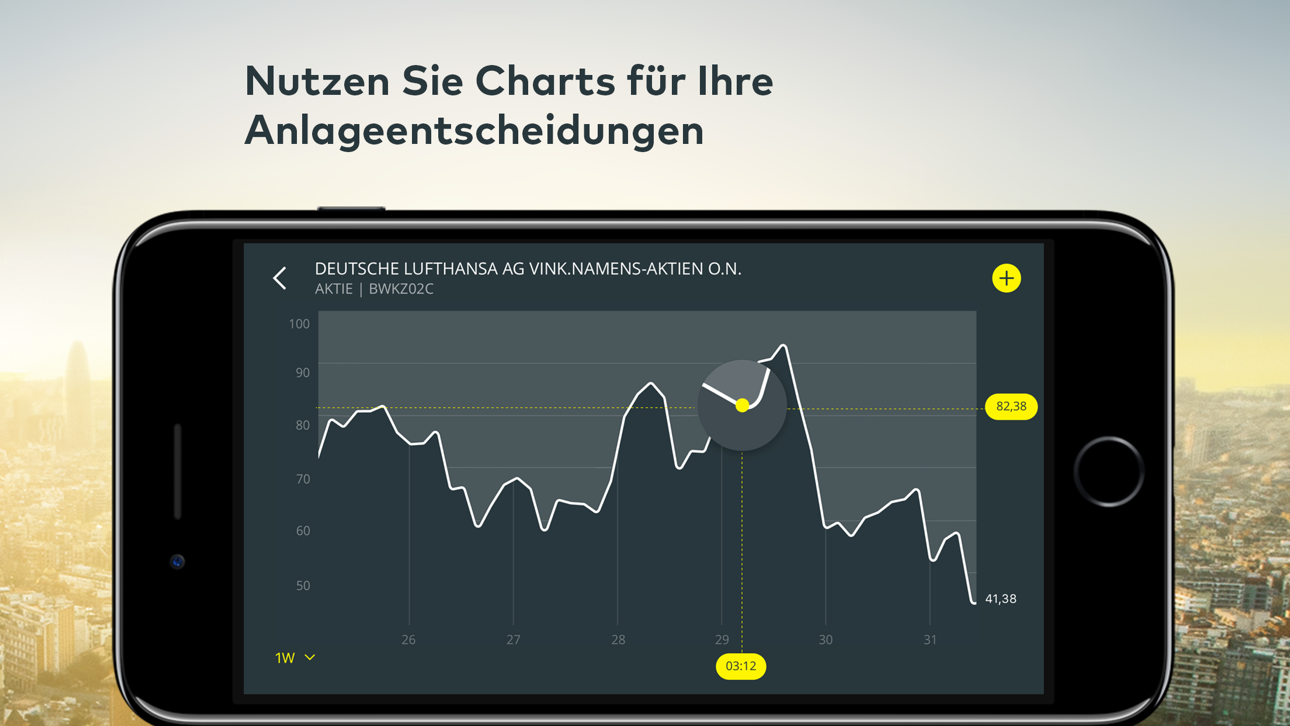 Nutzen Sie Charts für Ihre
Anlageentscheidungen
DEUTSCHE LUFTHANSA AG VINK.NAMENS-AKTIEN O.N.
AKTIE | BWKZ02C
100
90
80
70
60
50
82,38
41,38
26 27 28 29 30 31
1W
03:12